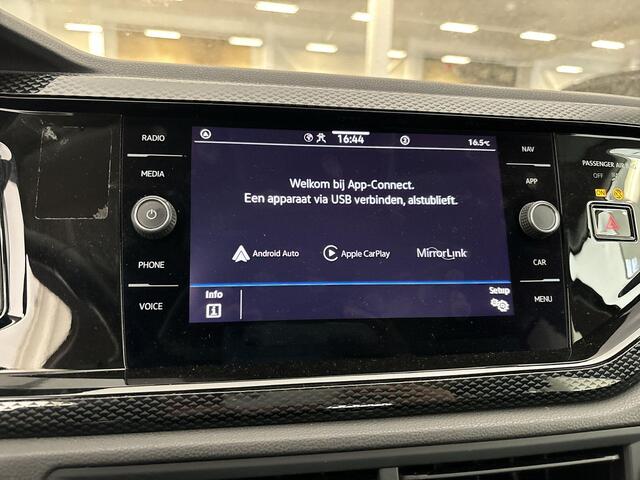 RADIO
MEDIA
PHONE
VOICE
16:44
16.5°C
Welkom bij App-Connect.
Een apparaat via USB verbinden, alstublieft.
Android Auto
Apple CarPlay
MirrorLink
Info
Setup
NAV
APP
CAR
MENU
PASSENGER AIR
OFF
ON